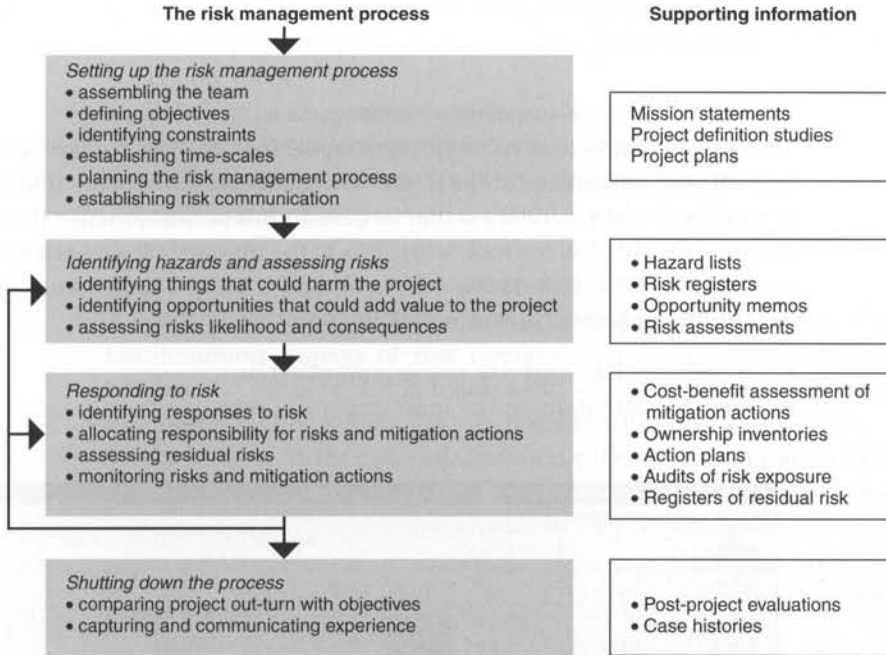 The risk management process
Supporting information
Setting up the risk management process
• assembling the team
• defining objectives
• identifying constraints
• establishing time-scales
• planning the risk management process
• establishing risk communication
Mission statements
Project definition studies
Project plans
Identifying hazards and assessing risks
• identifying things that could harm the project
• identifying opportunities that could add value to the project
• assessing risks likelihood and consequences
• Hazard lists
• Risk registers
• Opportunity memos
• Risk assessments
Responding to risk
• identifying responses to risk
• allocating responsibility for risks and mitigation actions
• assessing residual risks
• monitoring risks and mitigation actions
• Cost-benefit assessment of
mitigation actions
• Ownership inventories
• Action plans
• Audits of risk exposure
• Registers of residual risk
Shutting down the process
• comparing project out-turn with objectives
• capturing and communicating experience
• Post-project evaluations
• Case histories